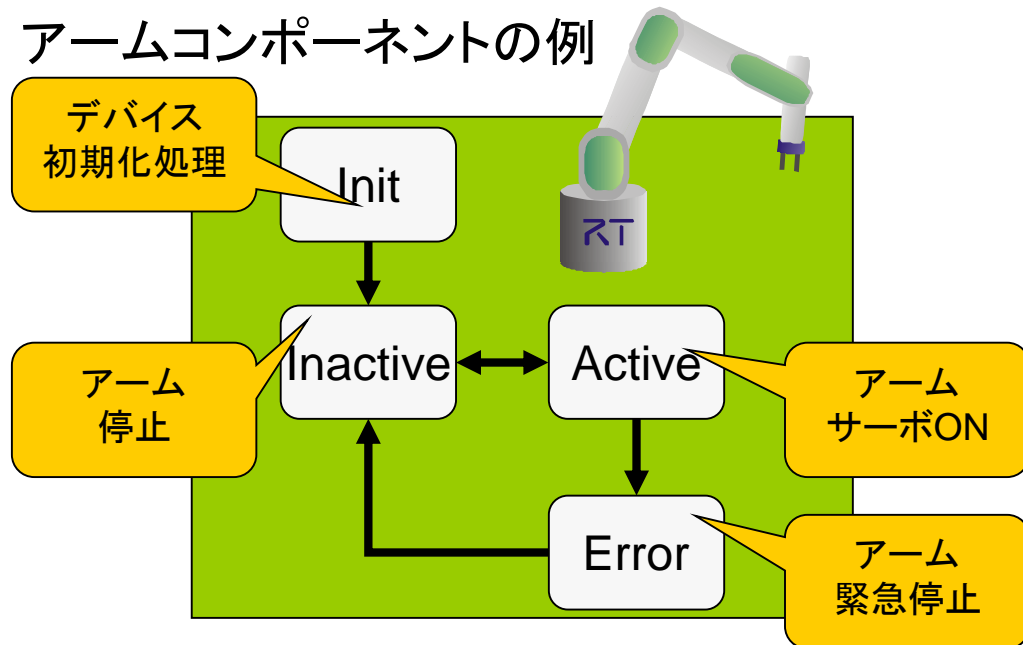 アームコンポーネントの例
デバイス
初期化処理
Init
RT
アーム
停止
Inactive
Active
アーム
サーボON
Error
アーム
緊急停止